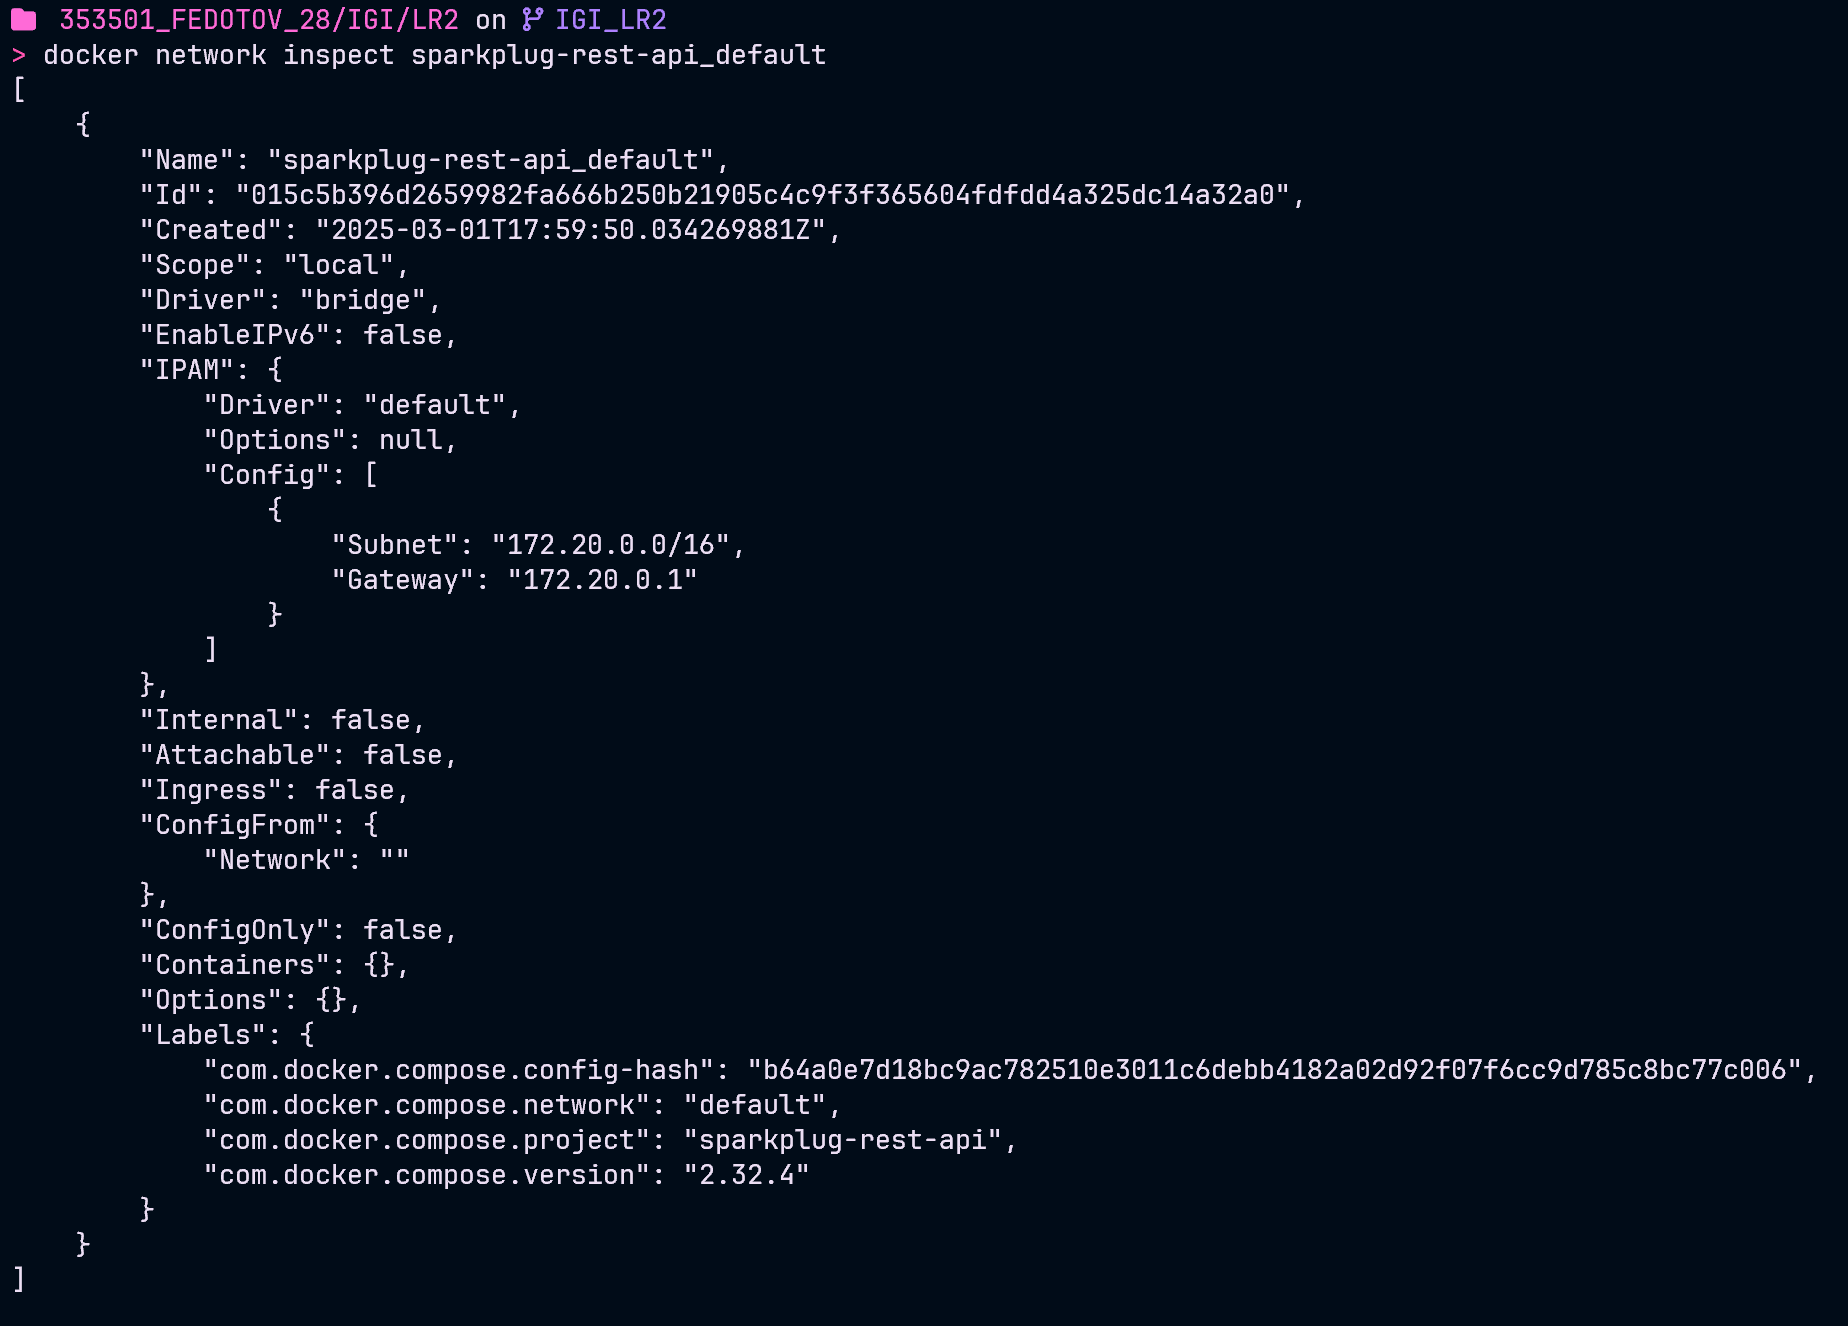 353501_FEDOTOV_28/IGI/LR2 on IGI_LR2
> docker network inspect sparkplug-rest-api_default
[
    {
        "Name": "sparkplug-rest-api_default",
        "Id": "015c5b396d2659982fa666b250b21905c4c9f3f365604fdfdd4a325dc14a32a0",
        "Created": "2025-03-01T17:59:50.034269881Z",
        "Scope": "local",
        "Driver": "bridge",
        "EnableIPv6": false,
        "IPAM": {
            "Driver": "default",
            "Options": null,
            "Config": [
                {
                    "Subnet": "172.20.0.0/16",
                    "Gateway": "172.20.0.1"
                }
            ]
        },
        "Internal": false,
        "Attachable": false,
        "Ingress": false,
        "ConfigFrom": {
            "Network": ""
        },
        "ConfigOnly": false,
        "Containers": {},
        "Options": {},
        "Labels": {
            "com.docker.compose.config-hash": "b64a0e7d18bc9ac782510e3011c6debb4182a02d92f07f6cc9d785c8bc77c006",
            "com.docker.compose.network": "default",
            "com.docker.compose.project": "sparkplug-rest-api",
            "com.docker.compose.version": "2.32.4"
        }
    }
]